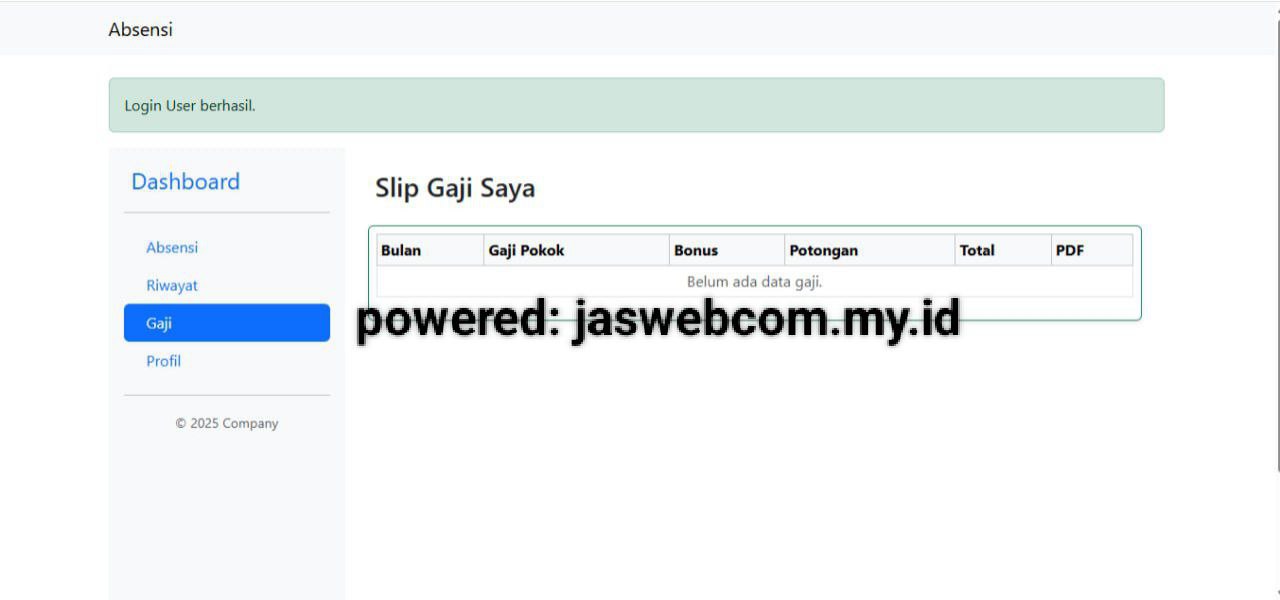 Absensi
Login User berhasil.
Dashboard
Absensi
Riwayat
Gaji
Profil
© 2025 Company
Slip Gaji Saya
Bulan Gaji Pokok Bonus Potongan Total PDF
Belum ada data gaji.
powered: jaswebcom.my.id